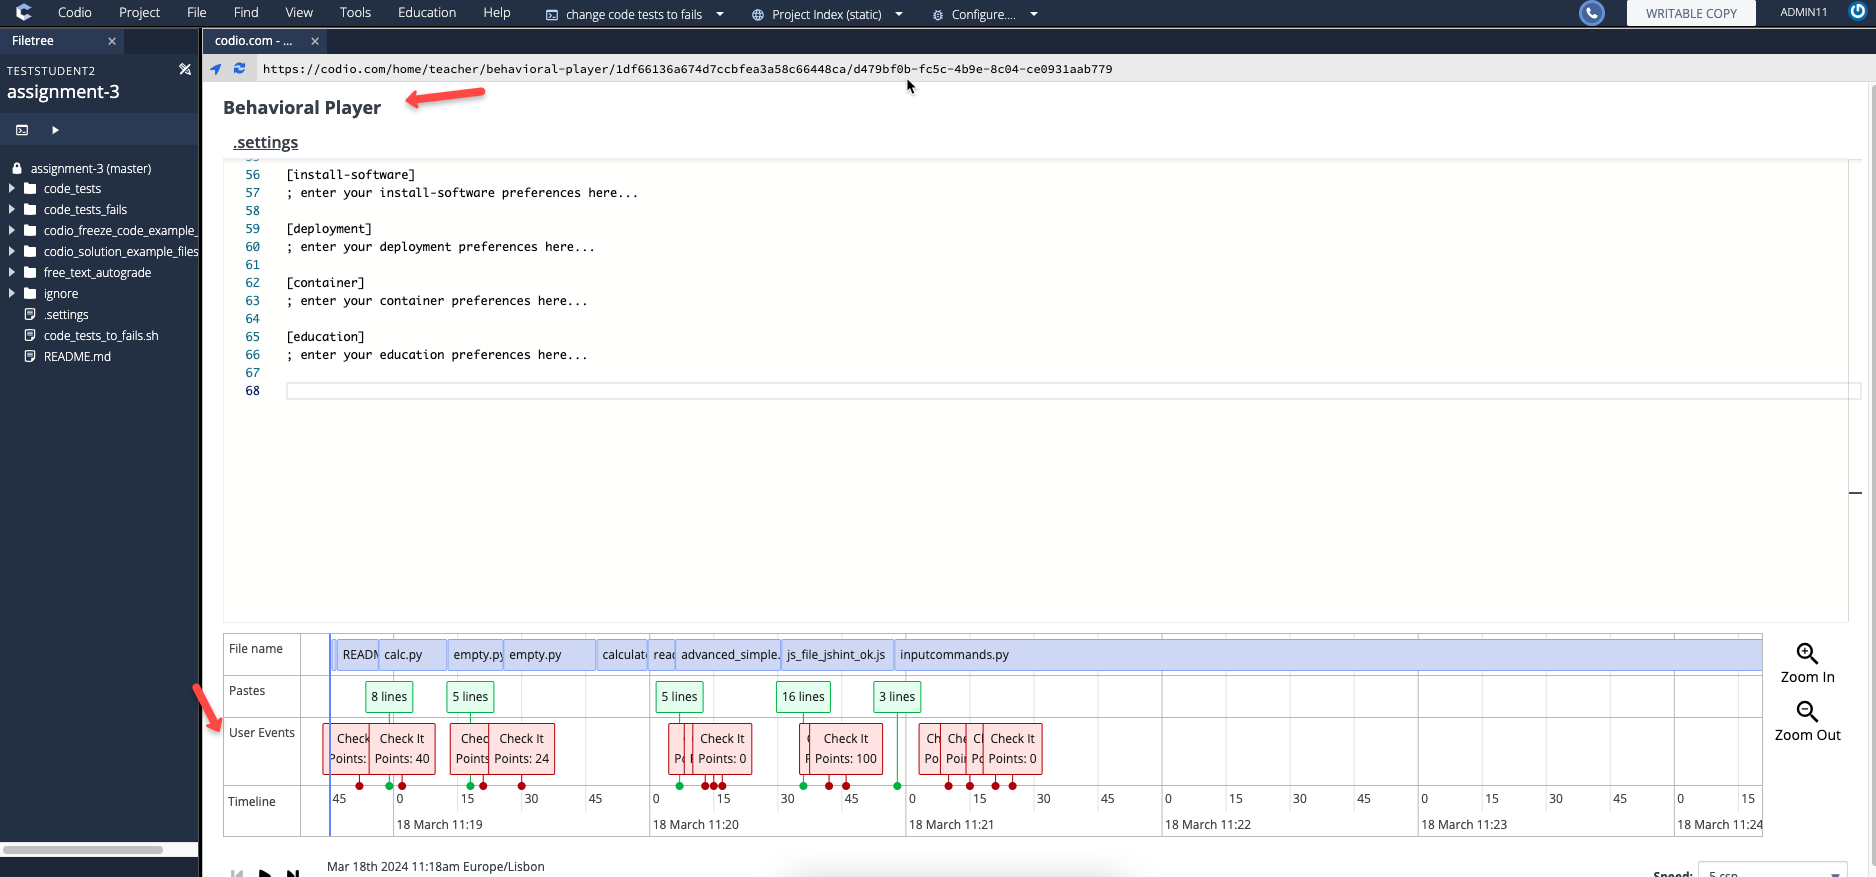 Codio Project File Find View Tools Education Help change code tests to fails Project Index (static) Configure.... WRITABLE COPY ADMIN11
Filetree
codio.com - ...
TESTSTUDENT2
assignment-3
https://codio.com/home/teacher/behavioral-player/1df66136a674d7ccbfea3a58c66448ca/d479bf0b-fc5c-4b9e-8c04-ce0931aab779
Behavioral Player
.settings
assignment-3 (master)
code_tests
code_tests_fails
codio_freeze_code_example_
codio_solution_example_files
free_text_autograde
ignore
.settings
code_tests_to_fails.sh
README.md
56 [install-software]
57 ; enter your install-software preferences here...
58
59 [deployment]
60 ; enter your deployment preferences here...
61
62 [container]
63 ; enter your container preferences here...
64
65 [education]
66 ; enter your education preferences here...
67
68
File name READM calc.py empty.py empty.py calculat read advanced_simple. js_file_jshint_ok.js inputcommands.py
Pastes 8 lines 5 lines 5 lines 16 lines 3 lines
User Events Check Check It Chec Check It Ch Check It Check It Ch Che Ch Check It
Points: Points: 40 Points Points: 24 Po Points: 0 Points: 100 Po Poi Po Points: 0
Timeline 45 0 15 30 45 0 15 30 45 0 15 30 45 0 15 30 45 0 15 30 45 0 15
18 March 11:19 18 March 11:20 18 March 11:21 18 March 11:22 18 March 11:23 18 March 11:24
Zoom In
Zoom Out
Mar 18th 2024 11:18am Europe/Lisbon
Speed: